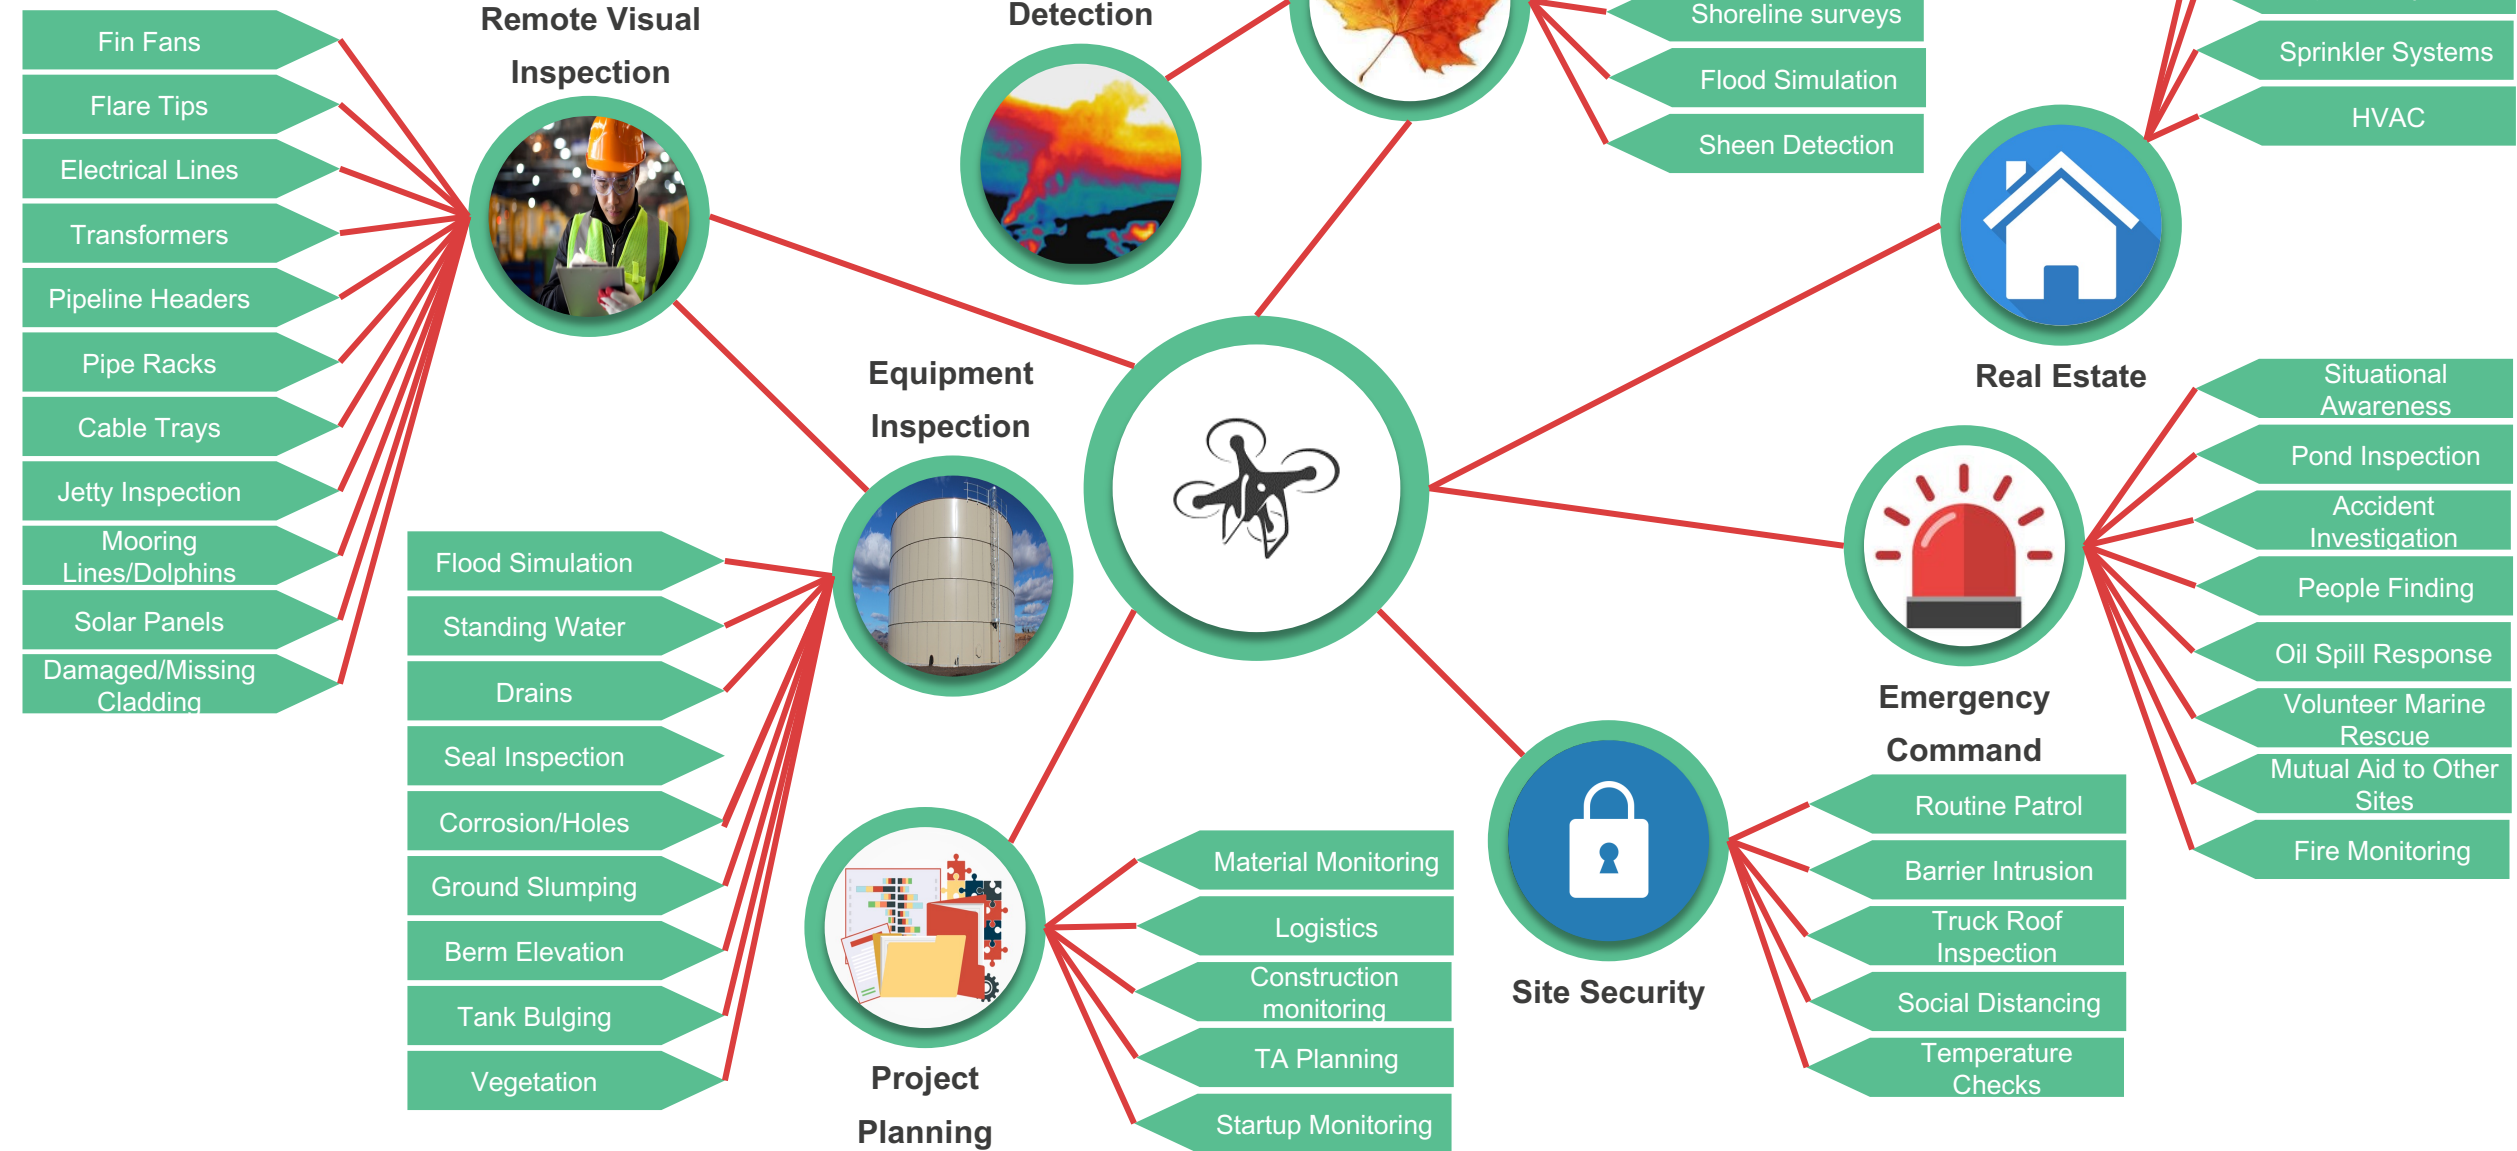 Remote Visual
Inspection
Fin Fans
Flare Tips
Electrical Lines
Transformers
Pipeline Headers
Pipe Racks
Cable Trays
Jetty Inspection
Mooring
Lines/Dolphins
Solar Panels
Damaged/Missing
Cladding
Detection
Shoreline surveys
Flood Simulation
Sheen Detection
Sprinkler Systems
HVAC
Real Estate
Equipment
Inspection
Flood Simulation
Standing Water
Drains
Seal Inspection
Corrosion/Holes
Ground Slumping
Berm Elevation
Tank Bulging
Vegetation
Situational
Awareness
Pond Inspection
Accident
Investigation
People Finding
Oil Spill Response
Volunteer Marine
Rescue
Mutual Aid to Other
Sites
Fire Monitoring
Emergency
Command
Project
Planning
Material Monitoring
Logistics
Construction
monitoring
TA Planning
Startup Monitoring
Site Security
Routine Patrol
Barrier Intrusion
Truck Roof
Inspection
Social Distancing
Temperature
Checks